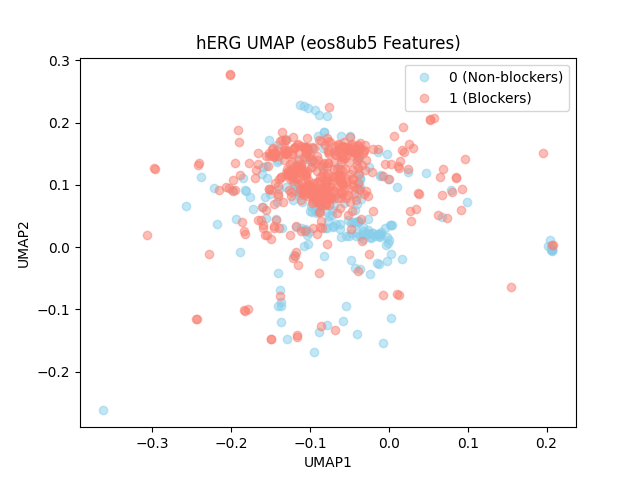 hERG UMAP (eos8ub5 Features)
0 (Non-blockers)
1 (Blockers)
0.3
0.2
0.1
0.0
−0.1
−0.2
UMAP2
−0.3 −0.2 −0.1 0.0 0.1 0.2
UMAP1